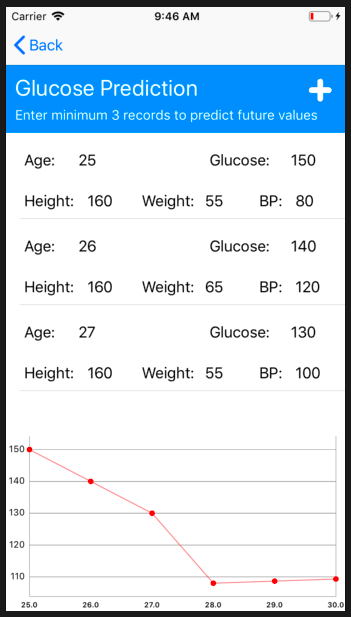 Carrier 9:46 AM
Back
Glucose Prediction
Enter minimum 3 records to predict future values
Age: 25 Glucose: 150
Height: 160 Weight: 55 BP: 80
Age: 26 Glucose: 140
Height: 160 Weight: 65 BP: 120
Age: 27 Glucose: 130
Height: 160 Weight: 55 BP: 100
150
140
130
120
110
25.0 26.0 27.0 28.0 29.0 30.0